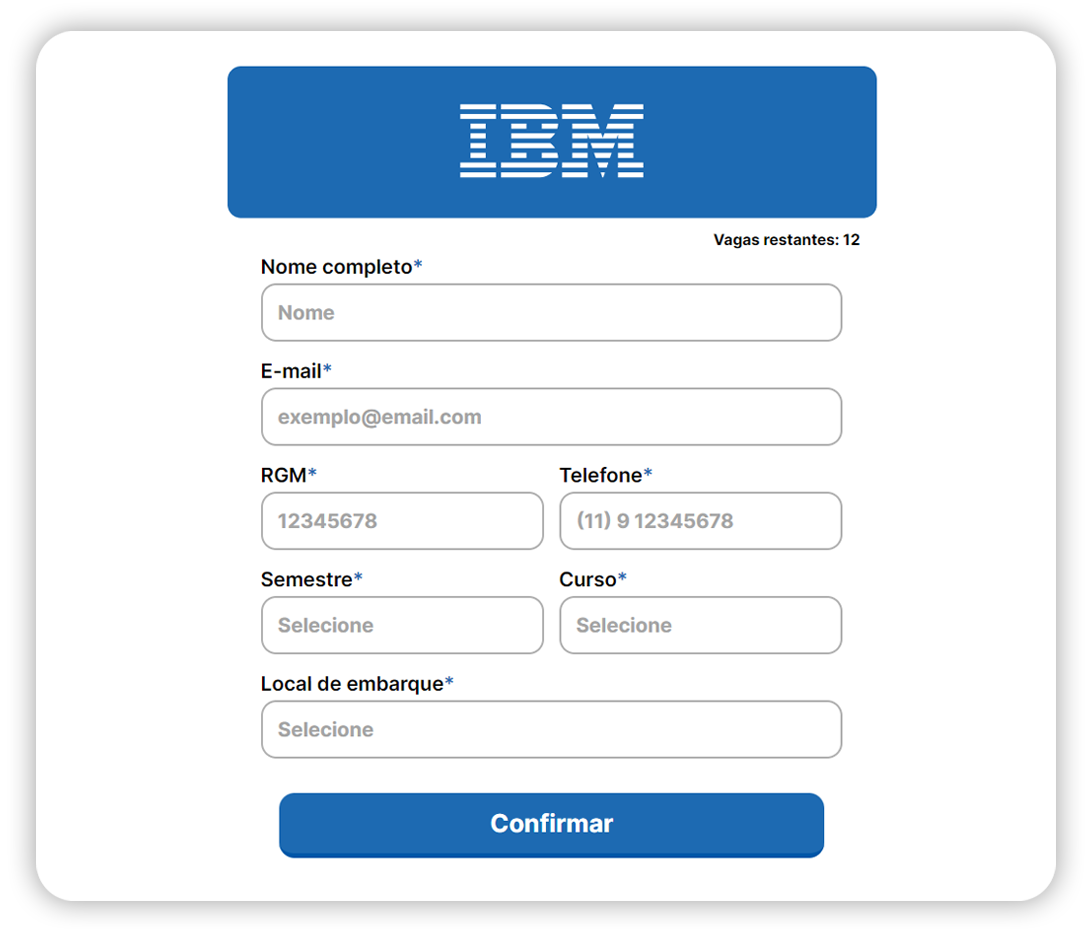 IBM
Vagas restantes: 12
Nome completo*
Nome
E-mail*
exemplo@email.com
RGM* Telefone*
12345678 (11) 9 12345678
Semestre* Curso*
Selecione Selecione
Local de embarque*
Selecione
Confirmar